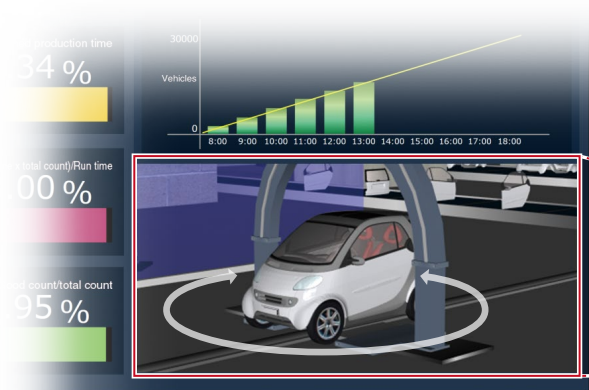 production time
34 %
30000
Vehicles
0
8:00 9:00 10:00 11:00 12:00 13:00 14:00 15:00 16:00 17:00 18:00
total count)/Run time
00 %
count/total count
95 %